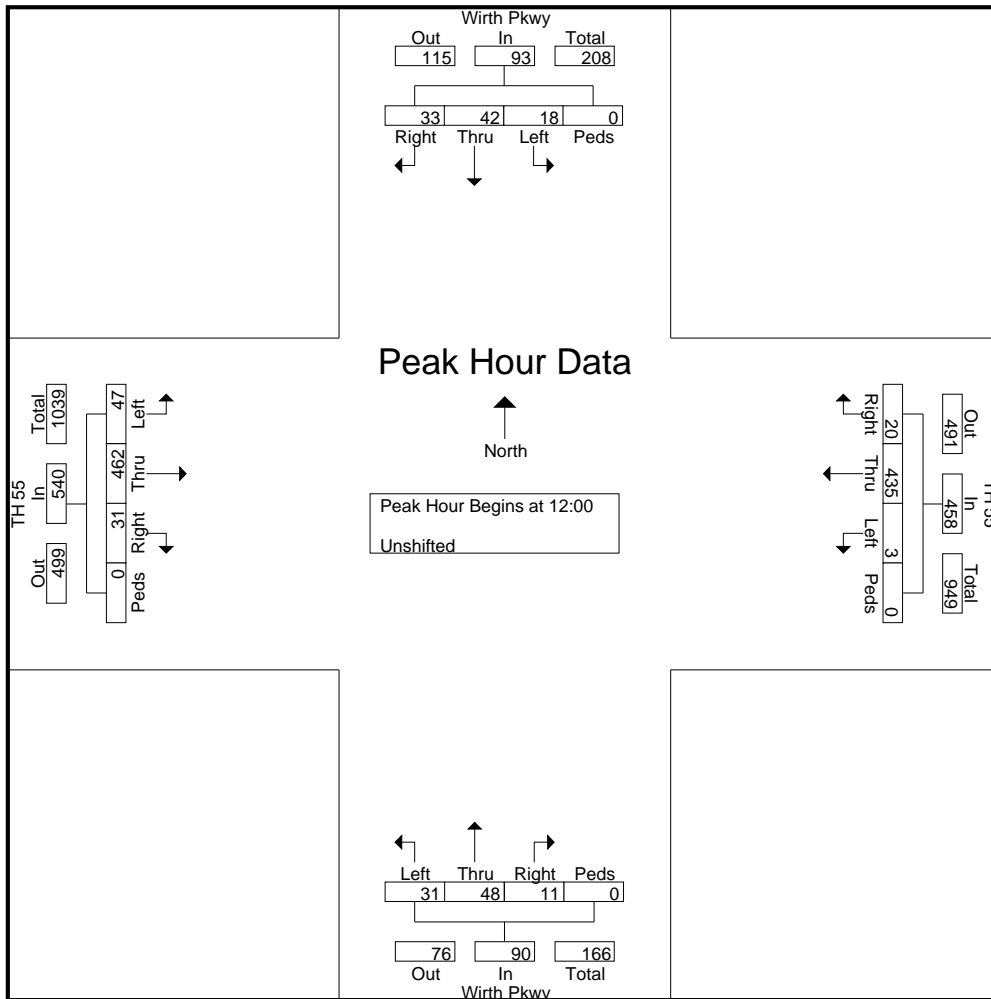 Wirth Pkwy
Out In Total
115 93 208
33 42 18 0
Right Thru Left Peds
Peak Hour Data
North
Peak Hour Begins at 12:00
Unshifted
TH 55
Total In Out
1039 540 499
47 462 31 0
Left Thru Right Peds
Right Thru Left Peds
20 435 3 0
Out In Total
491 458 949
TH 55
Left Thru Right Peds
31 48 11 0
76 90 166
Out In Total
Wirth Pkwy